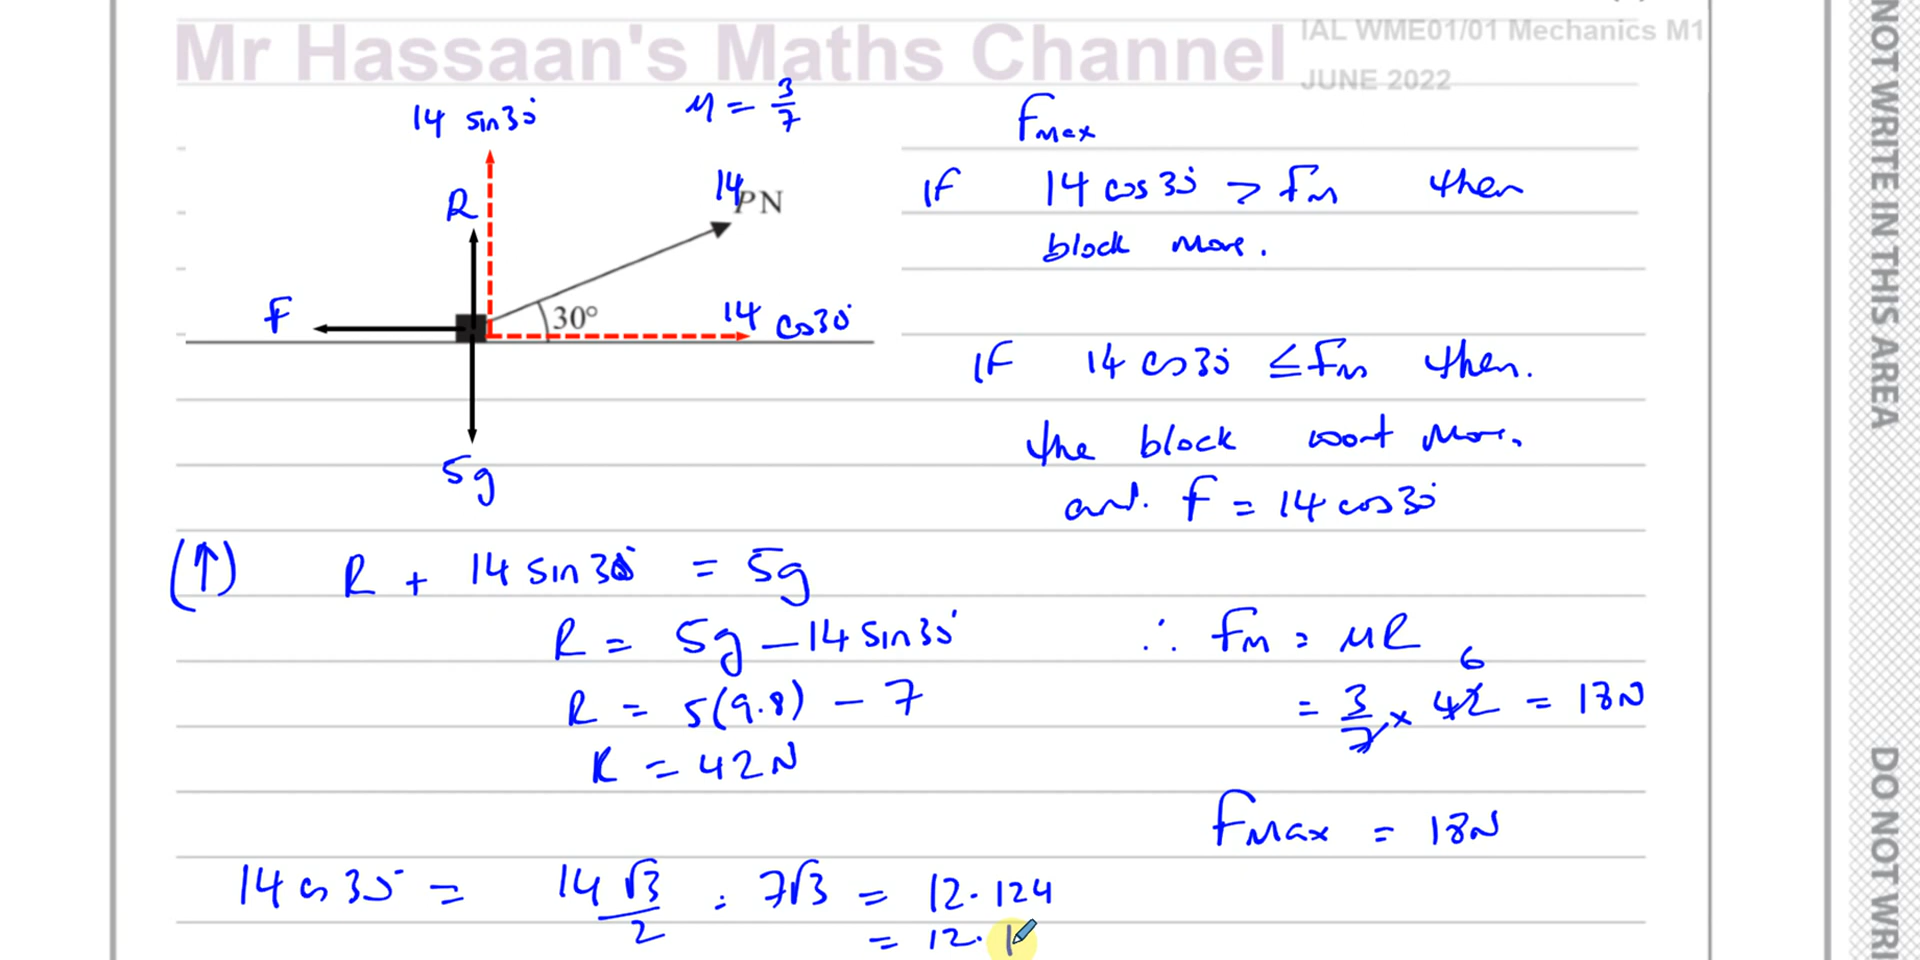 Mr Hassaan's Maths Channel
IAL WME01/01 Mechanics M1
JUNE 2022
14 sin30°
μ = 3/7
R
14
PN
F
30°
14 cos30°
5g
Fmax
If 14 cos30° > Fm then
block move.
If 14 cos30° ≤ Fm then.
the block wont move.
and. F = 14 cos30°
(↑) R + 14 sin30° = 5g
R = 5g - 14 sin30°
R = 5(9.8) - 7
R = 42N
∴ Fm = μR
= 3/7 × 42 = 18N
6
Fmax = 18N
14 cos30° = 14√3/2 = 7√3 = 12.124
= 12.1
NOT WRITE IN THIS AREA
DO NOT WRI